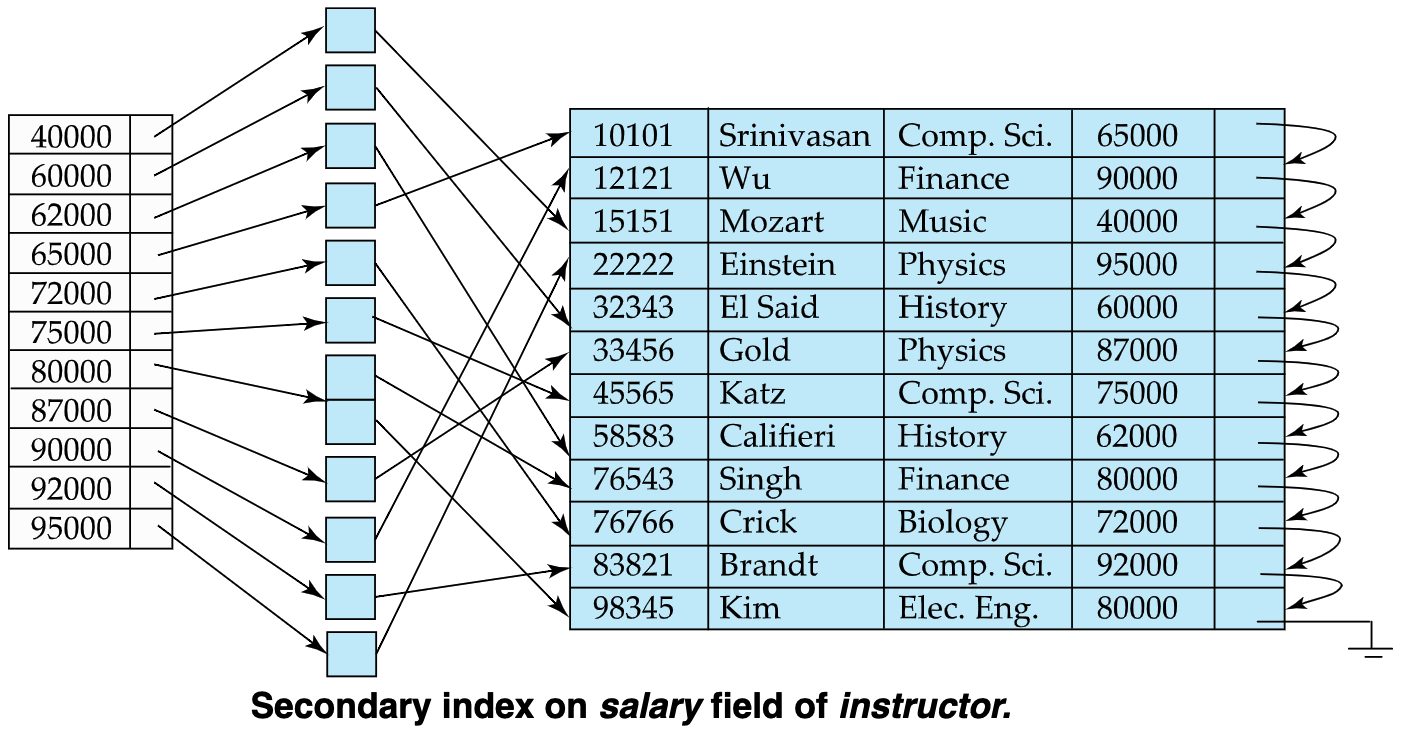 40000
60000
62000
65000
72000
75000
80000
87000
90000
92000
95000
10101 Srinivasan Comp. Sci. 65000
12121 Wu Finance 90000
15151 Mozart Music 40000
22222 Einstein Physics 95000
32343 El Said History 60000
33456 Gold Physics 87000
45565 Katz Comp. Sci. 75000
58583 Califieri History 62000
76543 Singh Finance 80000
76766 Crick Biology 72000
83821 Brandt Comp. Sci. 92000
98345 Kim Elec. Eng. 80000
Secondary index on salary field of instructor.